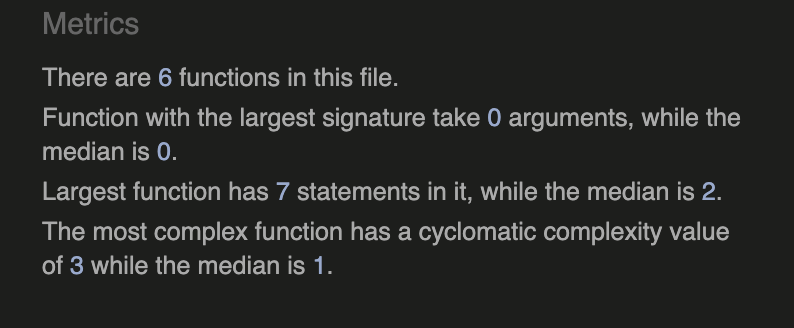 Metrics
There are 6 functions in this file.
Function with the largest signature take 0 arguments, while the
median is 0.
Largest function has 7 statements in it, while the median is 2.
The most complex function has a cyclomatic complexity value
of 3 while the median is 1.